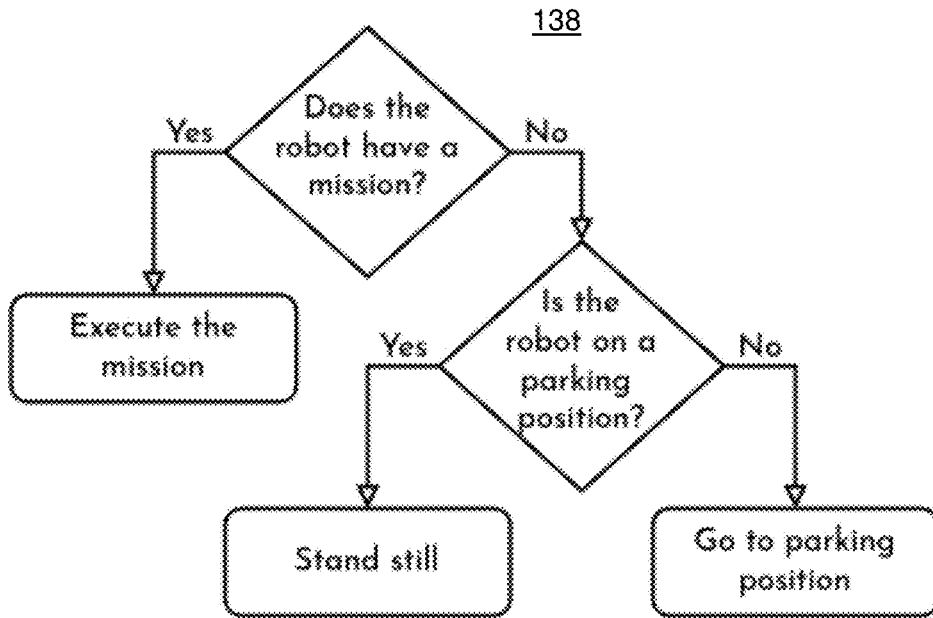 138
Does the
robot have a
mission?
Yes
No
Execute the
mission
Is the
robot on a
parking
position?
Yes
No
Stand still
Go to parking
position